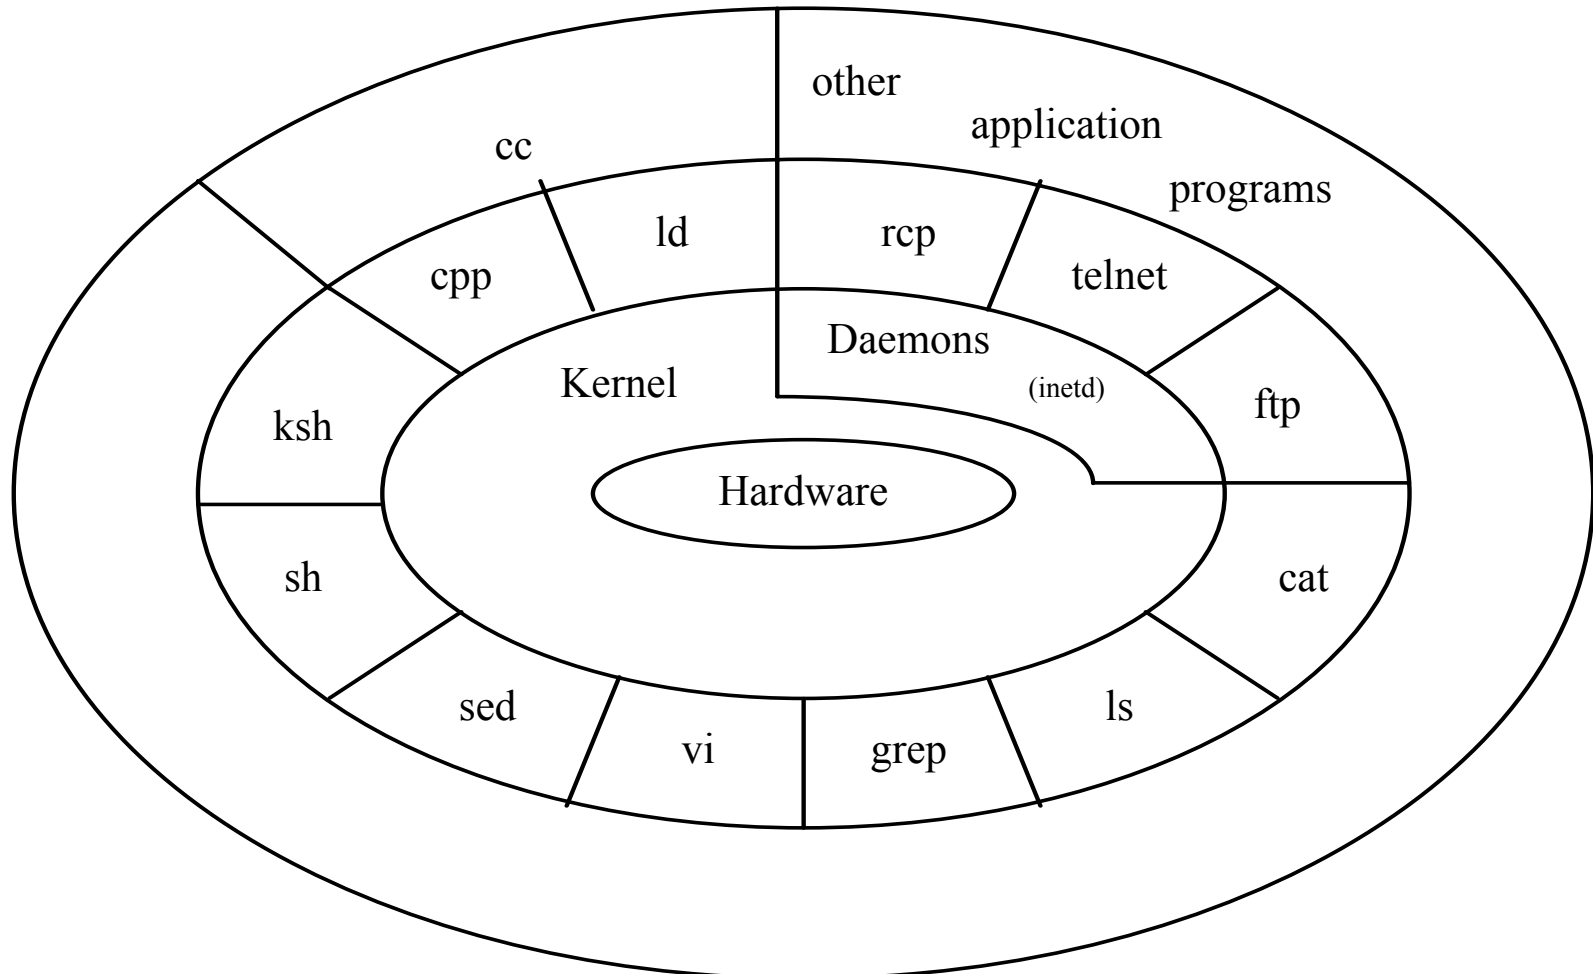 other
application
cc
programs
ld
rcp
cpp
telnet
Daemons
Kernel
(inetd)
ftp
ksh
Hardware
sh
cat
sed
ls
vi
grep